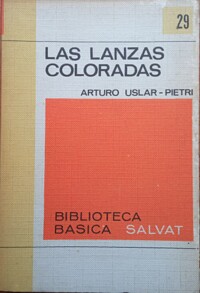 29
LAS LANZAS
COLORADAS
ARTURO USLAR-PIETRI
BIBLIOTECA
BASICA SALVAT